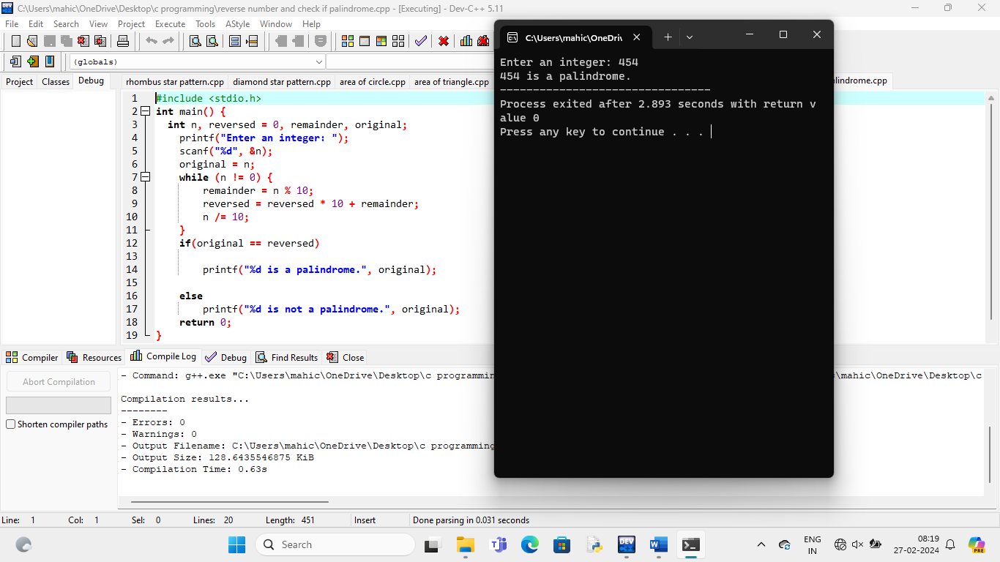 C:\Users\mahic\OneDrive\Desktop\c programming\reverse number and check if palindrome.cpp - [Executing] - Dev-C++ 5.11
File Edit Search View Project Execute Tools AStyle Window Help
(globals)
Project Classes Debug
rhombus star pattern.cpp diamond star pattern.cpp area of circle.cpp area of triangle.cpp lindrome.cpp
1 #include <stdio.h>
2 int main() {
3 int n, reversed = 0, remainder, original;
4 printf("Enter an integer: ");
5 scanf("%d", &n);
6 original = n;
7 while (n != 0) {
8 remainder = n % 10;
9 reversed = reversed * 10 + remainder;
10 n /= 10;
11 }
12 if(original == reversed)
13
14 printf("%d is a palindrome.", original);
15
16 else
17 printf("%d is not a palindrome.", original);
18 return 0;
19 }
C:\Users\mahic\OneDri
Enter an integer: 454
454 is a palindrome.
--------------------------------
Process exited after 2.893 seconds with return v
alue 0
Press any key to continue . . .
Compiler Resources Compile Log Debug Find Results Close
Abort Compilation
Shorten compiler paths
- Command: g++.exe "C:\Users\mahic\OneDrive\Desktop\c programmin \mahic\OneDrive\Desktop\c
Compilation results...
--------
- Errors: 0
- Warnings: 0
- Output Filename: C:\Users\mahic\OneDrive\Desktop\c programming
- Output Size: 128.6435546875 KiB
- Compilation Time: 0.63s
Line: 1 Col: 1 Sel: 0 Lines: 20 Length: 451 Insert Done parsing in 0.031 seconds
Search
DEV
W
PRE
ENG
IN
08:19
27-02-2024